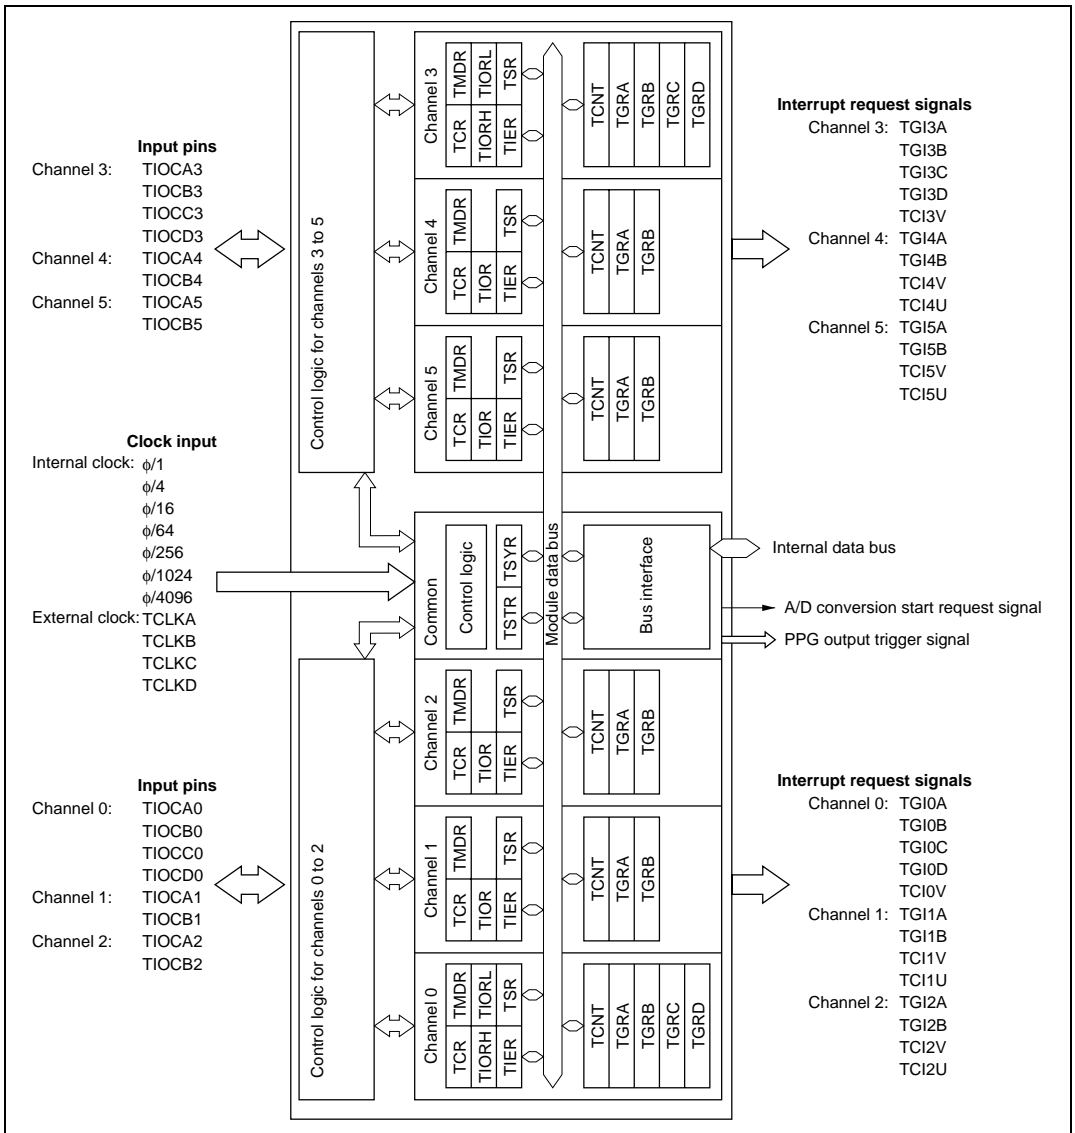 Input pins
Channel 3: TIOCA3
TIOCB3
TIOCC3
TIOCD3
Channel 4: TIOCA4
TIOCB4
Channel 5: TIOCA5
TIOCB5
Clock input
Internal clock: ϕ/1
ϕ/4
ϕ/16
ϕ/64
ϕ/256
ϕ/1024
ϕ/4096
External clock: TCLKA
TCLKB
TCLKC
TCLKD
Input pins
Channel 0: TIOCA0
TIOCB0
TIOCC0
TIOCD0
Channel 1: TIOCA1
TIOCB1
Channel 2: TIOCA2
TIOCB2
Control logic for channels 3 to 5
Control logic for channels 0 to 2
Channel 3
TCR TMDR
TIORH TIORL
TIER TSR
TCNT
TGRA
TGRB
TGRC
TGRD
Channel 4
TCR TMDR
TIOR
TIER TSR
TCNT
TGRA
TGRB
Channel 5
TCR TMDR
TIOR
TIER TSR
TCNT
TGRA
TGRB
Common
Control logic
TSTR TSYR
Module data bus
Bus interface
Channel 2
TCR TMDR
TIOR
TIER TSR
TCNT
TGRA
TGRB
Channel 1
TCR TMDR
TIOR
TIER TSR
TCNT
TGRA
TGRB
Channel 0
TCR TMDR
TIORH TIORL
TIER TSR
TCNT
TGRA
TGRB
TGRC
TGRD
Interrupt request signals
Channel 3: TGI3A
TGI3B
TGI3C
TGI3D
TCI3V
Channel 4: TGI4A
TGI4B
TCI4V
TCI4U
Channel 5: TGI5A
TGI5B
TCI5V
TCI5U
Internal data bus
A/D conversion start request signal
PPG output trigger signal
Interrupt request signals
Channel 0: TGI0A
TGI0B
TGI0C
TGI0D
TCI0V
Channel 1: TGI1A
TGI1B
TCI1V
TCI1U
Channel 2: TGI2A
TGI2B
TCI2V
TCI2U